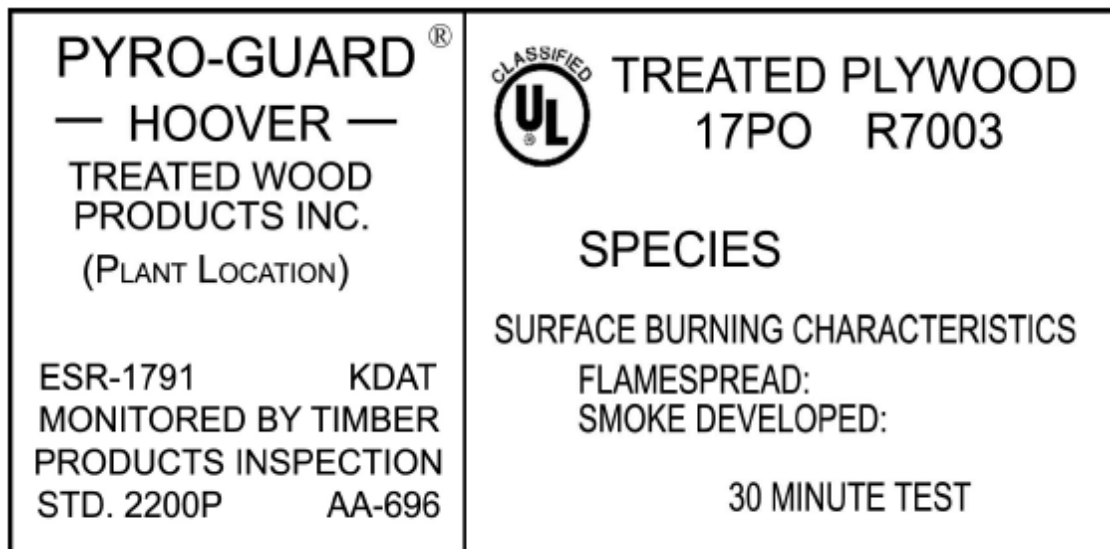 PYRO-GUARD ®
— HOOVER —
TREATED WOOD
PRODUCTS INC.
(PLANT LOCATION)
ESR-1791 KDAT
MONITORED BY TIMBER
PRODUCTS INSPECTION
STD. 2200P AA-696
CLASSIFIED
UL ®
TREATED PLYWOOD
17PO R7003
SPECIES
SURFACE BURNING CHARACTERISTICS
FLAMESPREAD:
SMOKE DEVELOPED:
30 MINUTE TEST